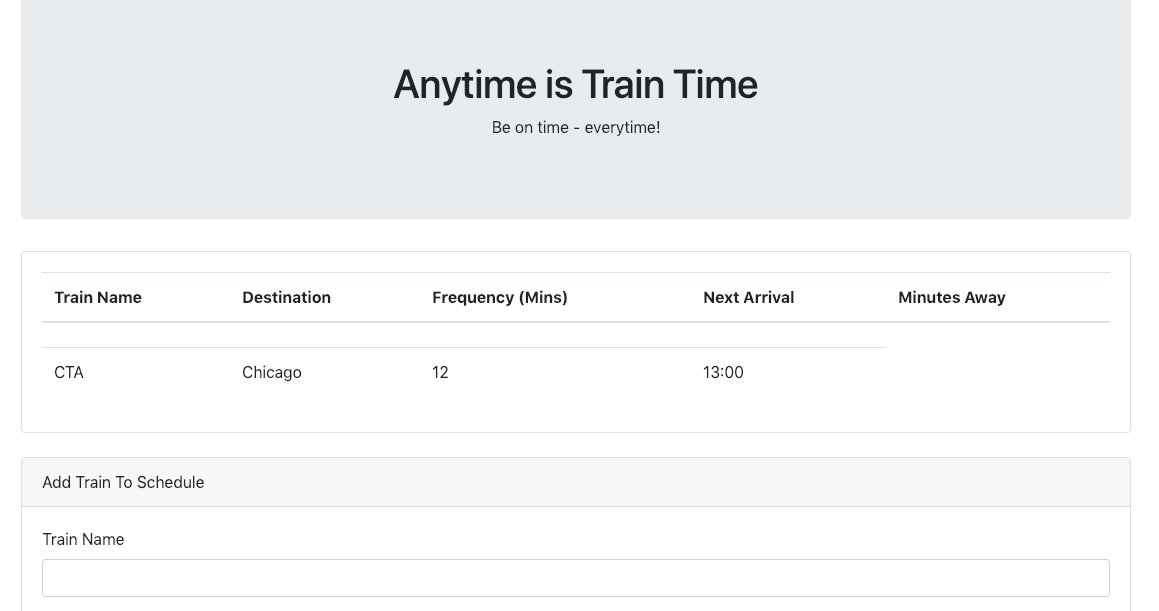 Anytime is Train Time
Be on time - everytime!
Train Name Destination Frequency (Mins) Next Arrival Minutes Away
CTA Chicago 12 13:00
Add Train To Schedule
Train Name